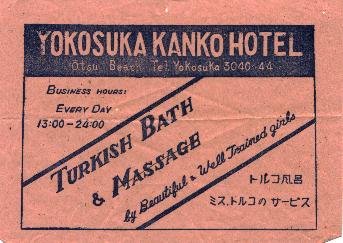 YOKOSUKA KANKO HOTEL
Otsu Beach Tel Yokosuka 3040-44
BUSINESS HOURS:
EVERY DAY
13:00-24:00
TURKISH BATH
& MASSAGE
by Beautiful & Well Trained girls
トルコ風呂
ミス.トルコのサービス